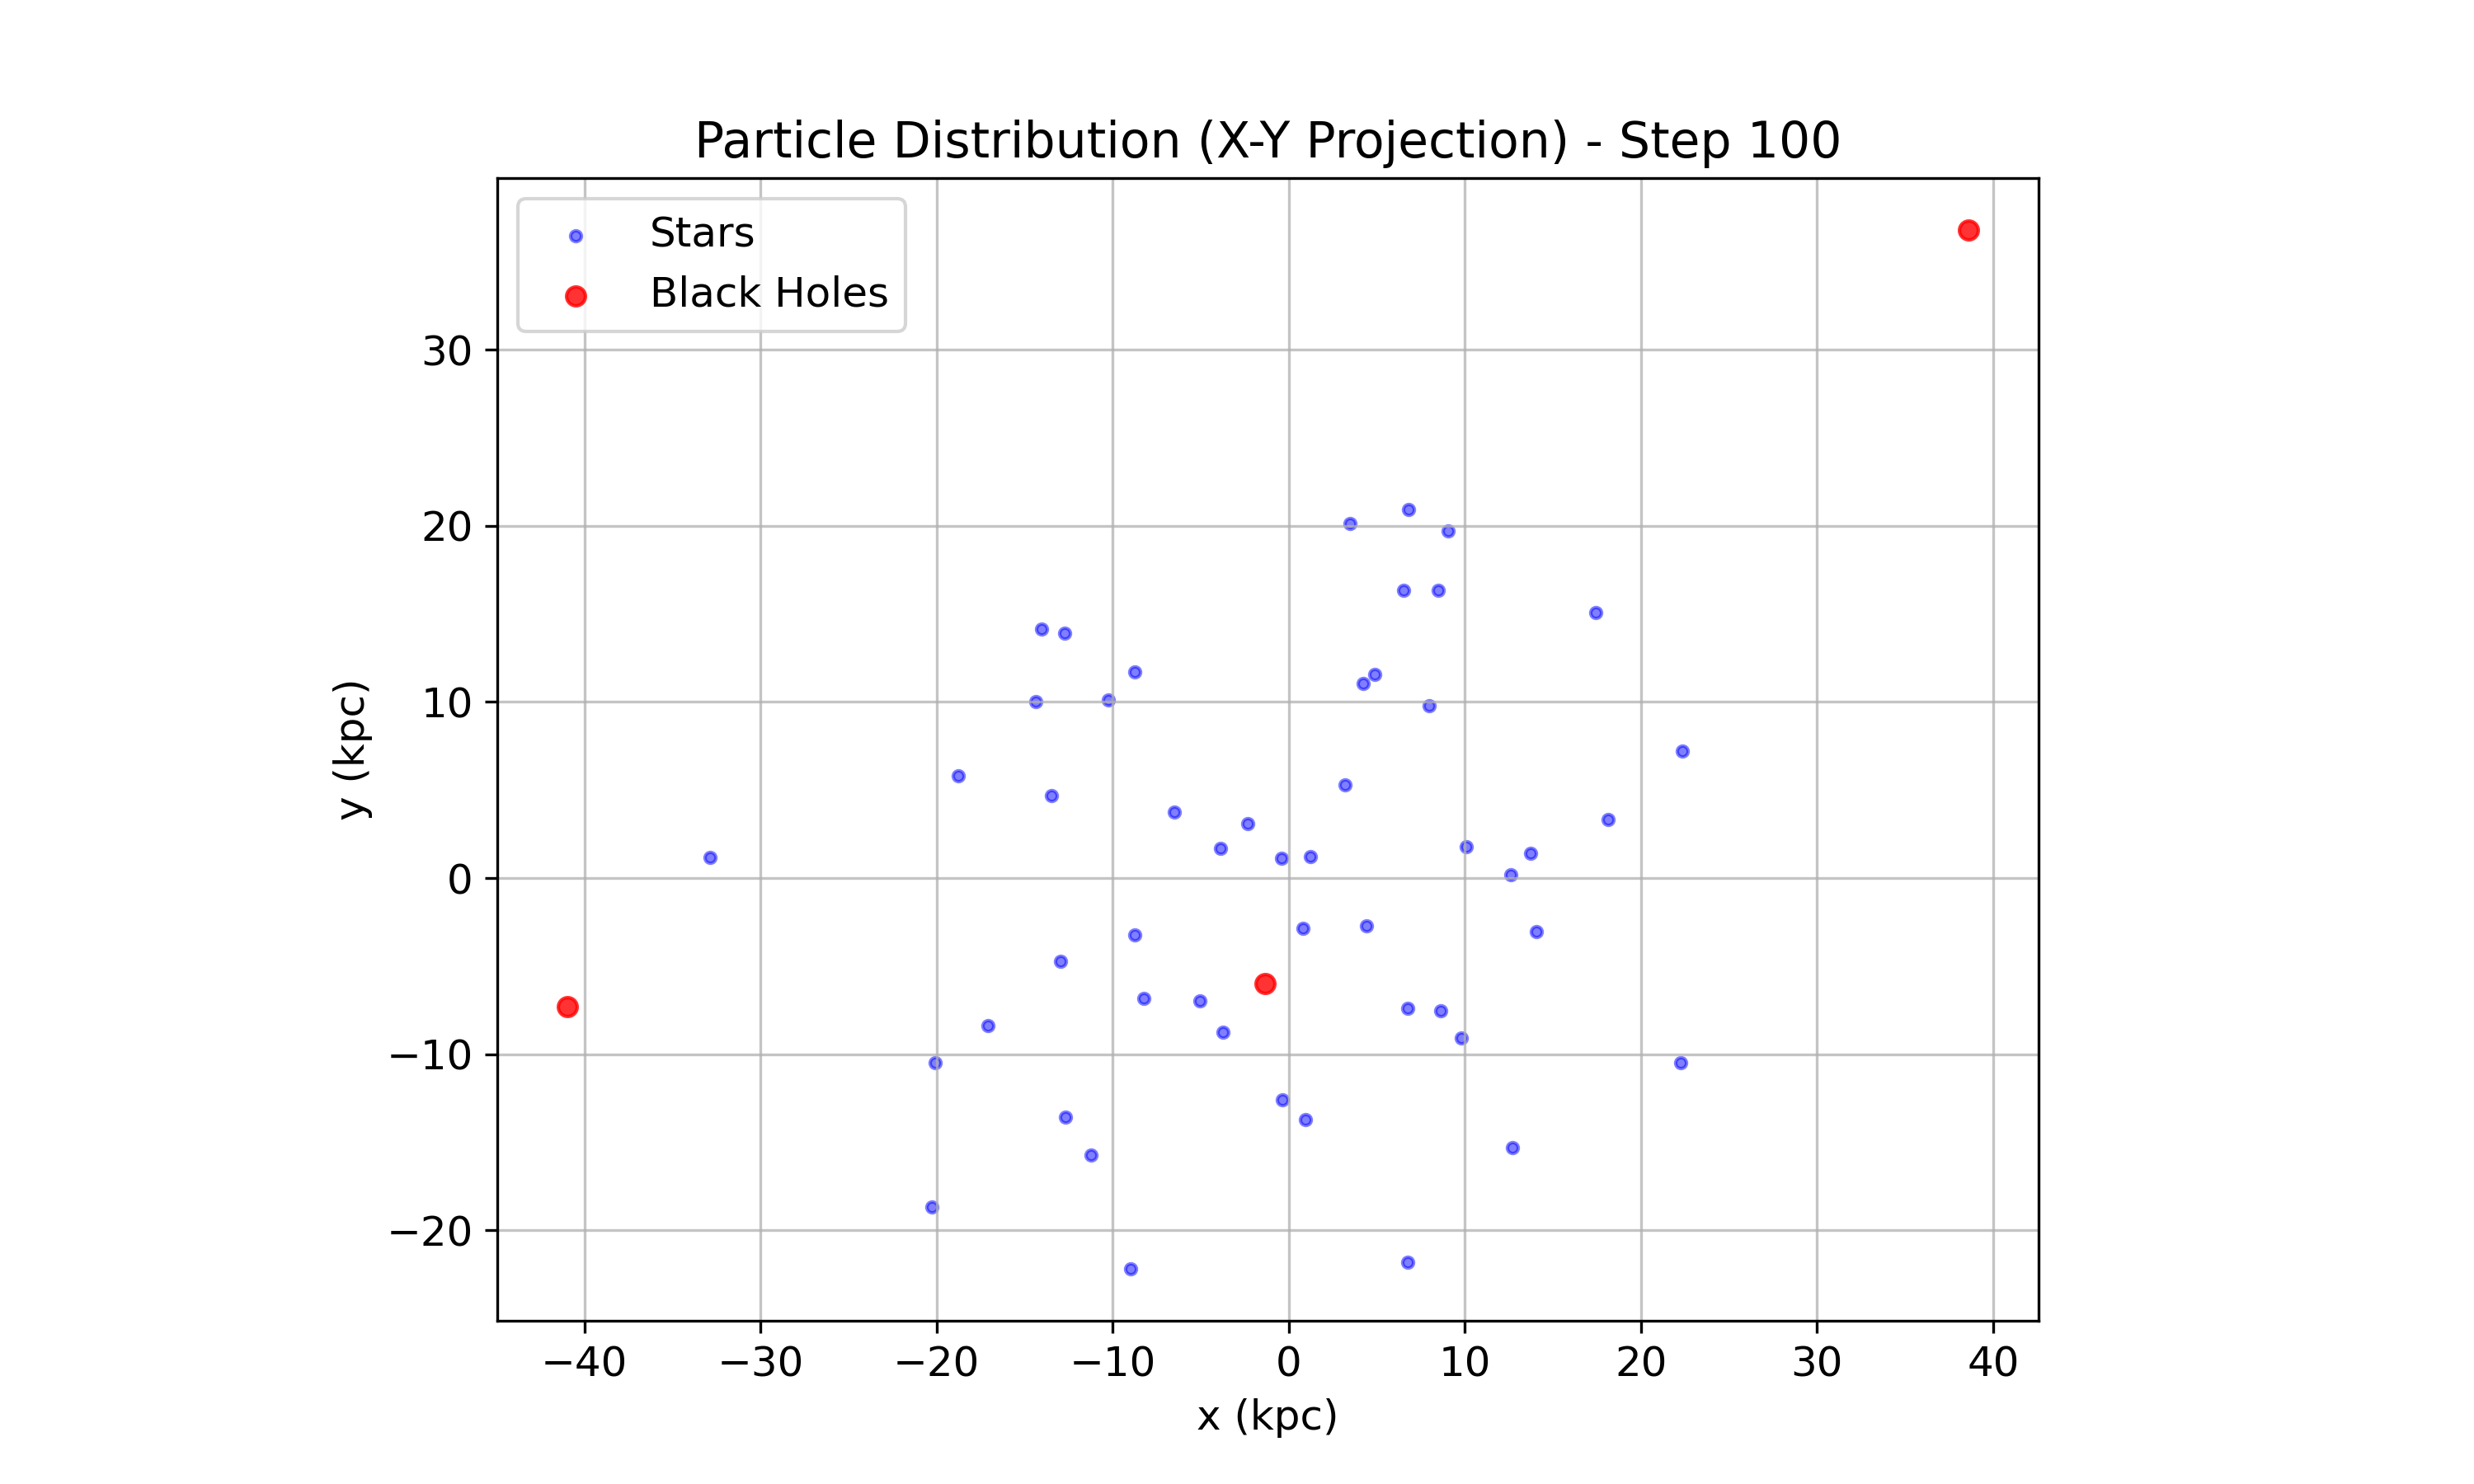 Particle Distribution (X-Y Projection) - Step 100
Stars
Black Holes
30
20
10
0
−10
−20
y (kpc)
−40 −30 −20 −10 0 10 20 30 40
x (kpc)